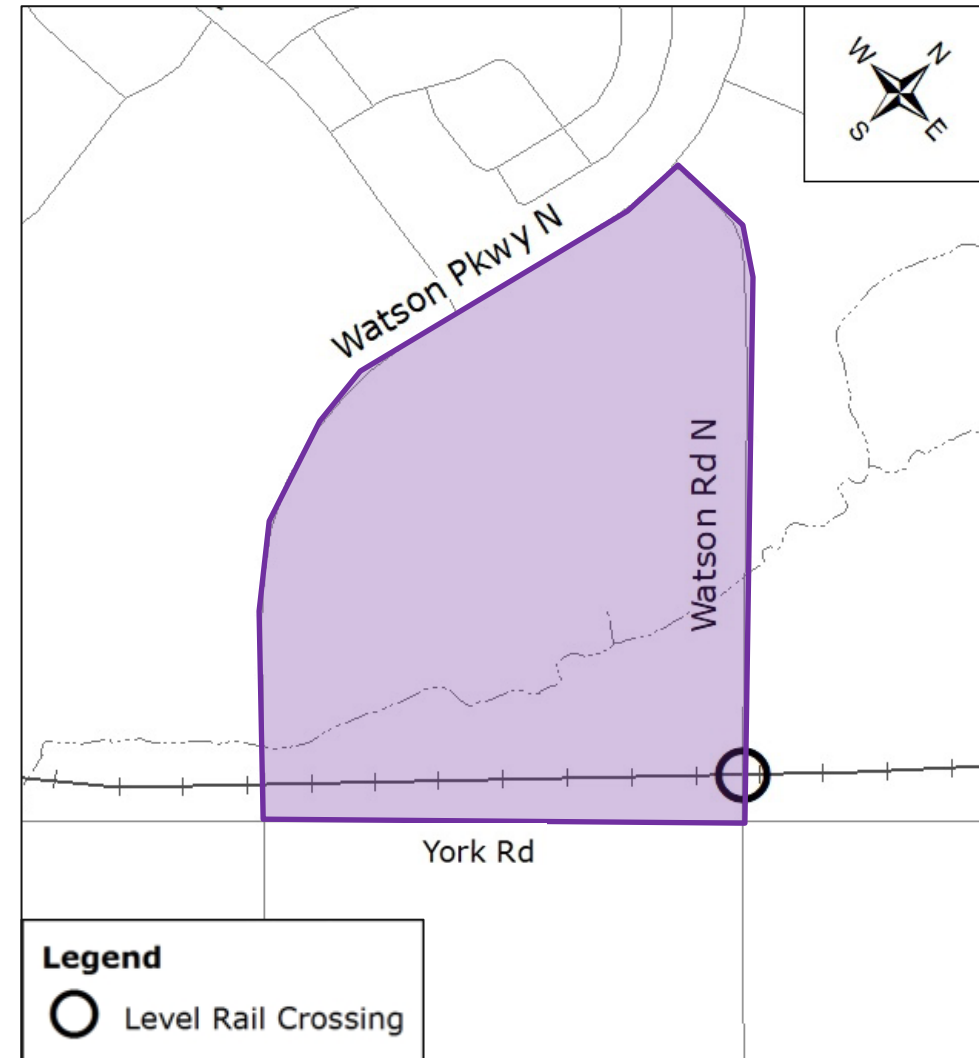 W
N
S
E
Watson Pkwy N
Watson Rd N
York Rd
Legend
Level Rail Crossing